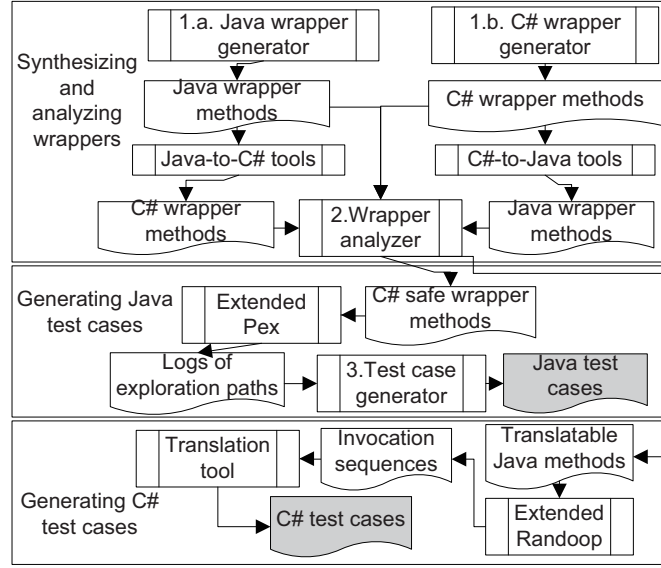 Synthesizing
and
analyzing
wrappers
1.a. Java wrapper
generator
1.b. C# wrapper
generator
Java wrapper
methods
C# wrapper methods
Java-to-C# tools
C#-to-Java tools
C# wrapper
methods
2.Wrapper
analyzer
Java wrapper
methods
Generating Java
test cases
Extended
Pex
C# safe wrapper
methods
Logs of
exploration paths
3.Test case
generator
Java test
cases
Generating C#
test cases
Translation
tool
Invocation
sequences
Translatable
Java methods
C# test cases
Extended
Randoop